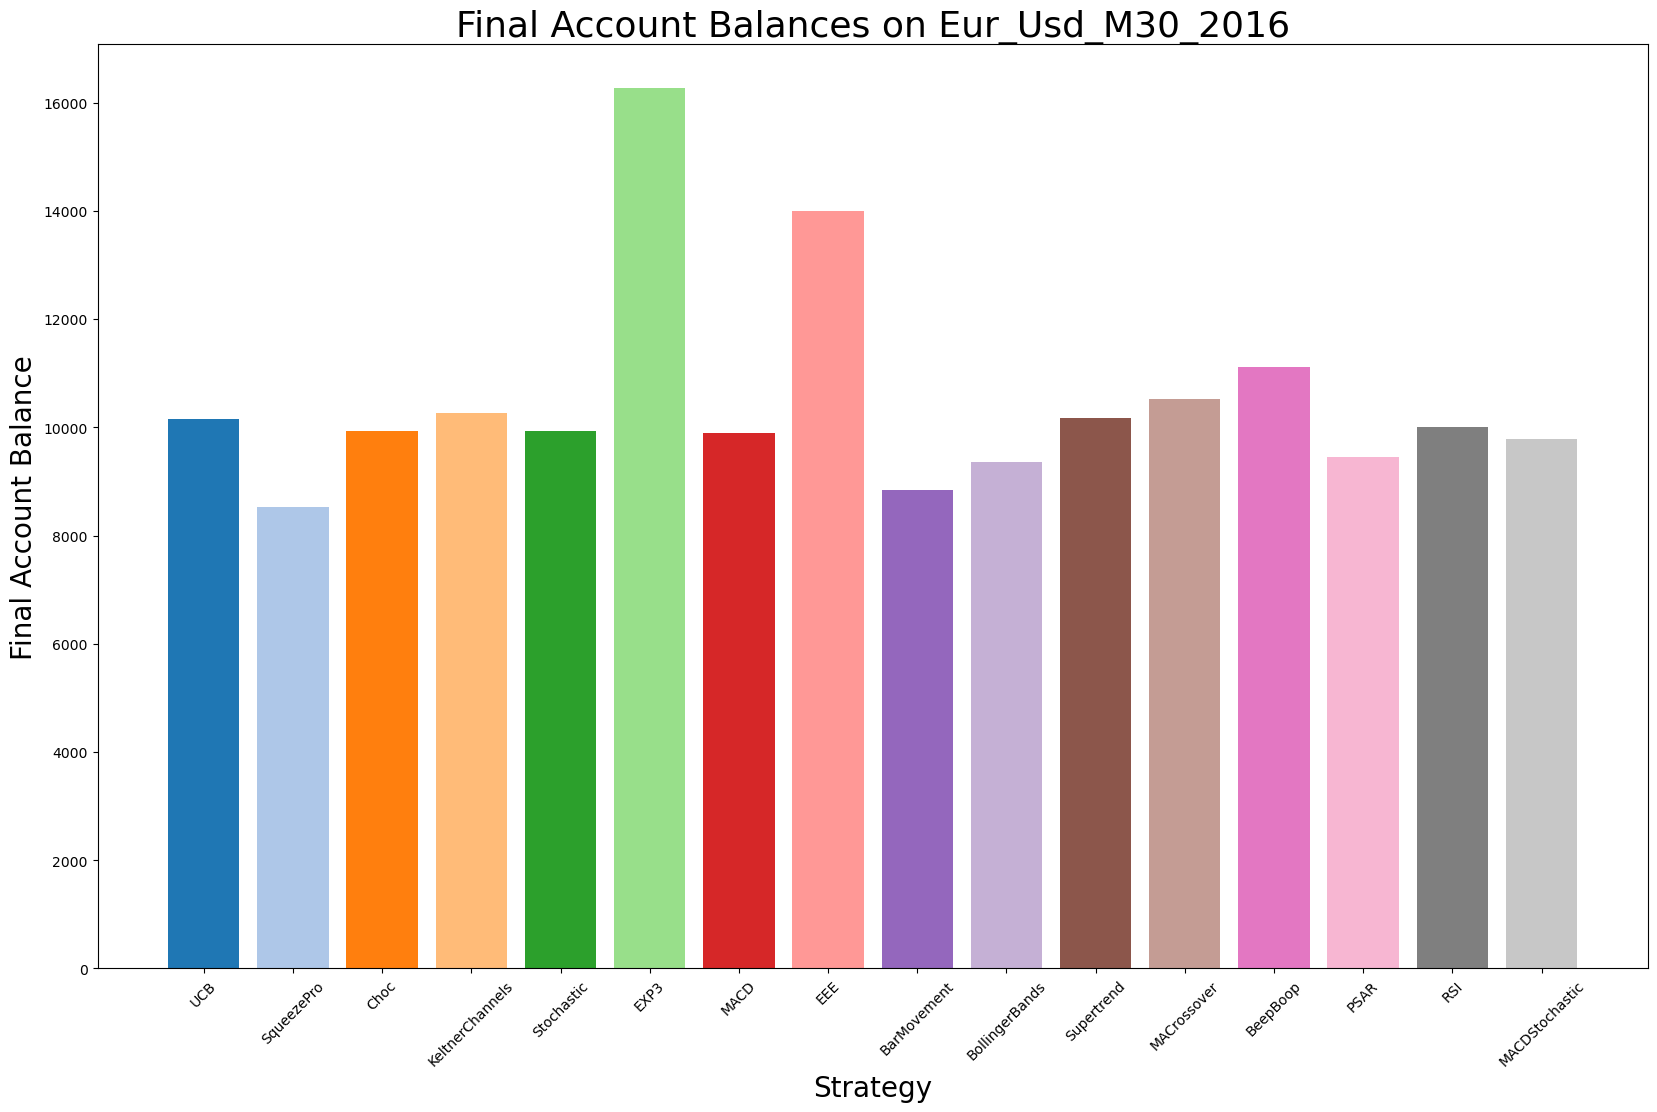 Final Account Balances on Eur_Usd_M30_2016
Final Account Balance
16000
14000
12000
10000
8000
6000
4000
2000
0
UCB
SqueezePro
Choc
KeltnerChannels
Stochastic
EXP3
MACD
EEE
BarMovement
BollingerBands
Supertrend
MACrossover
BeepBoop
PSAR
RSI
MACDStochastic
Strategy